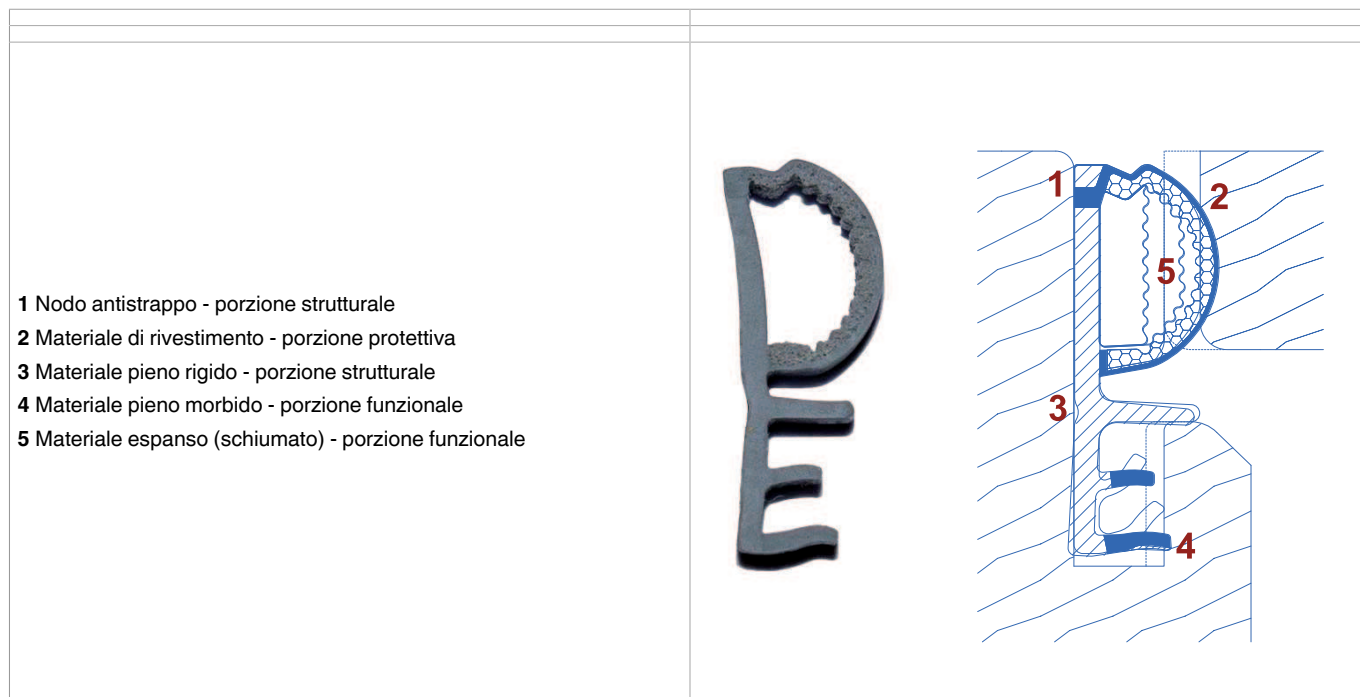 1 Nodo antistrappo - porzione strutturale
2 Materiale di rivestimento - porzione protettiva
3 Materiale pieno rigido - porzione strutturale
4 Materiale pieno morbido - porzione funzionale
5 Materiale espanso (schiumato) - porzione funzionale
1
2
5
3
4